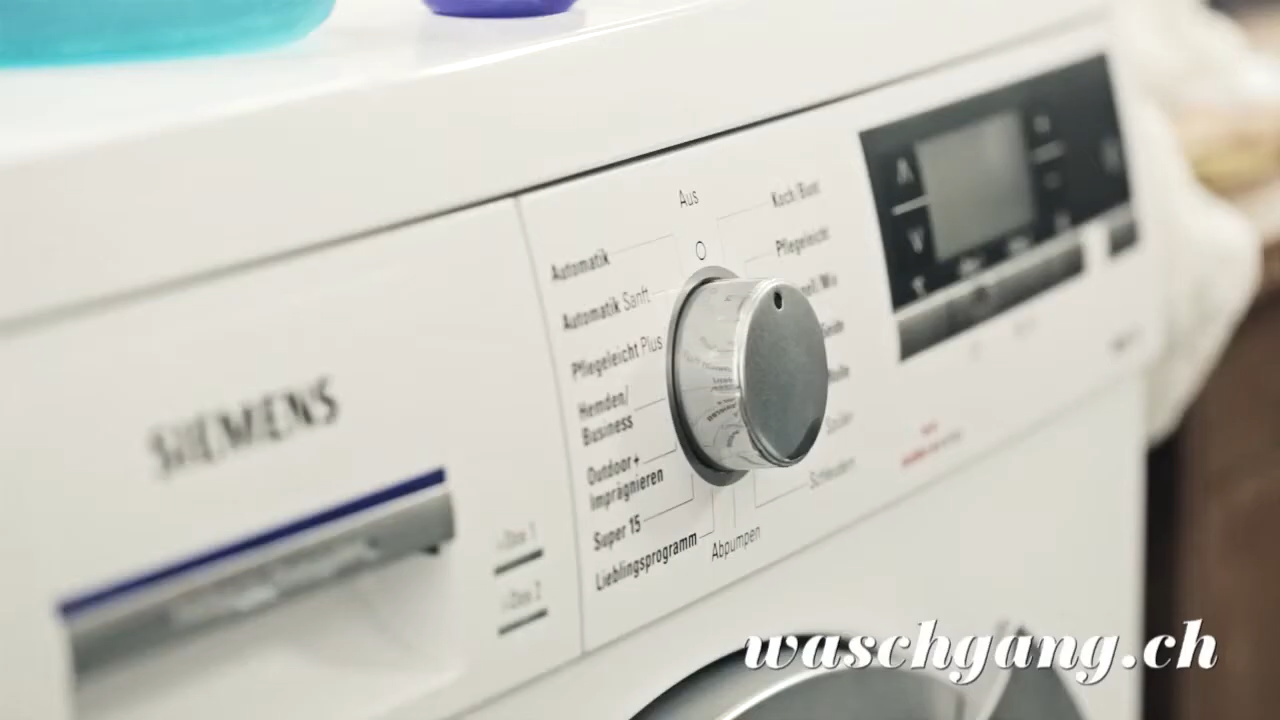 Aus
Koch/Bunt
Automatik
Pflegeleicht
Automatik Sanft
Pflegeleicht Plus
SIEMENS
Hemden/
Business
Outdoor+
Imprägnieren
Schleudern
Super 15
Abpumpen
Lieblingsprogramm
waschgang.ch